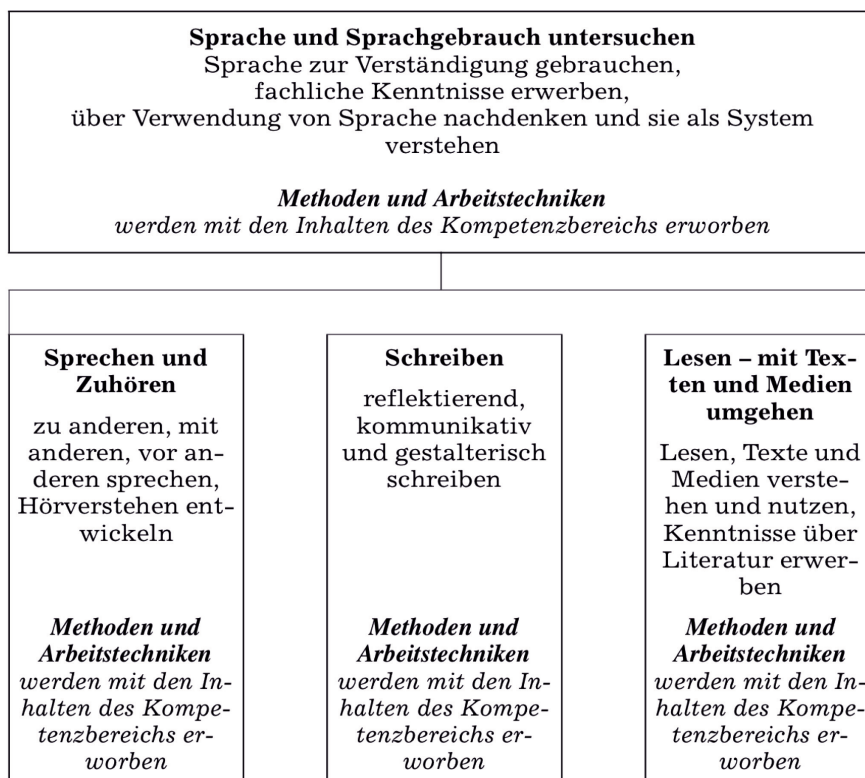 Sprache und Sprachgebrauch untersuchen
Sprache zur Verständigung gebrauchen,
fachliche Kenntnisse erwerben,
über Verwendung von Sprache nachdenken und sie als System
verstehen
Methoden und Arbeitstechniken
werden mit den Inhalten des Kompetenzbereichs erworben
Sprechen und
Zuhören
zu anderen, mit
anderen, vor an-
deren sprechen,
Hörverstehen ent-
wickeln
Methoden und
Arbeitstechniken
werden mit den In-
halten des Kompe-
tenzbereichs er-
worben
Schreiben
reflektierend,
kommunikativ
und gestalterisch
schreiben
Methoden und
Arbeitstechniken
werden mit den In-
halten des Kompe-
tenzbereichs er-
worben
Lesen – mit Tex-
ten und Medien
umgehen
Lesen, Texte und
Medien verste-
hen und nutzen,
Kenntnisse über
Literatur erwer-
ben
Methoden und
Arbeitstechniken
werden mit den In-
halten des Kompe-
tenzbereichs er-
worben